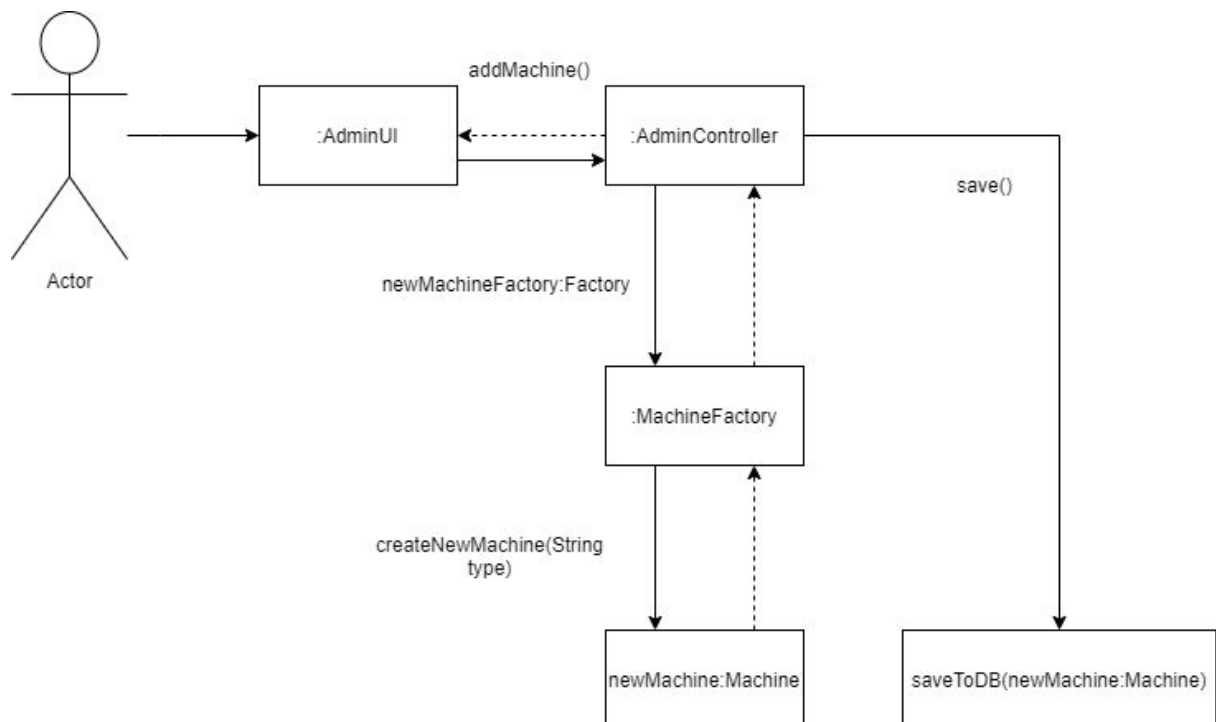 addMachine()
:AdminUI
:AdminController
save()
Actor
newMachineFactory:Factory
:MachineFactory
createNewMachine(String
type)
newMachine:Machine
saveToDB(newMachine:Machine)